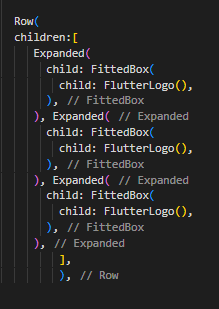 Row(
children:[
Expanded(
child: FittedBox(
child: FlutterLogo(),
), // FittedBox
), Expanded( // Expanded
child: FittedBox(
child: FlutterLogo(),
), // FittedBox
), Expanded( // Expanded
child: FittedBox(
child: FlutterLogo(),
), // FittedBox
), // Expanded
],
), // Row